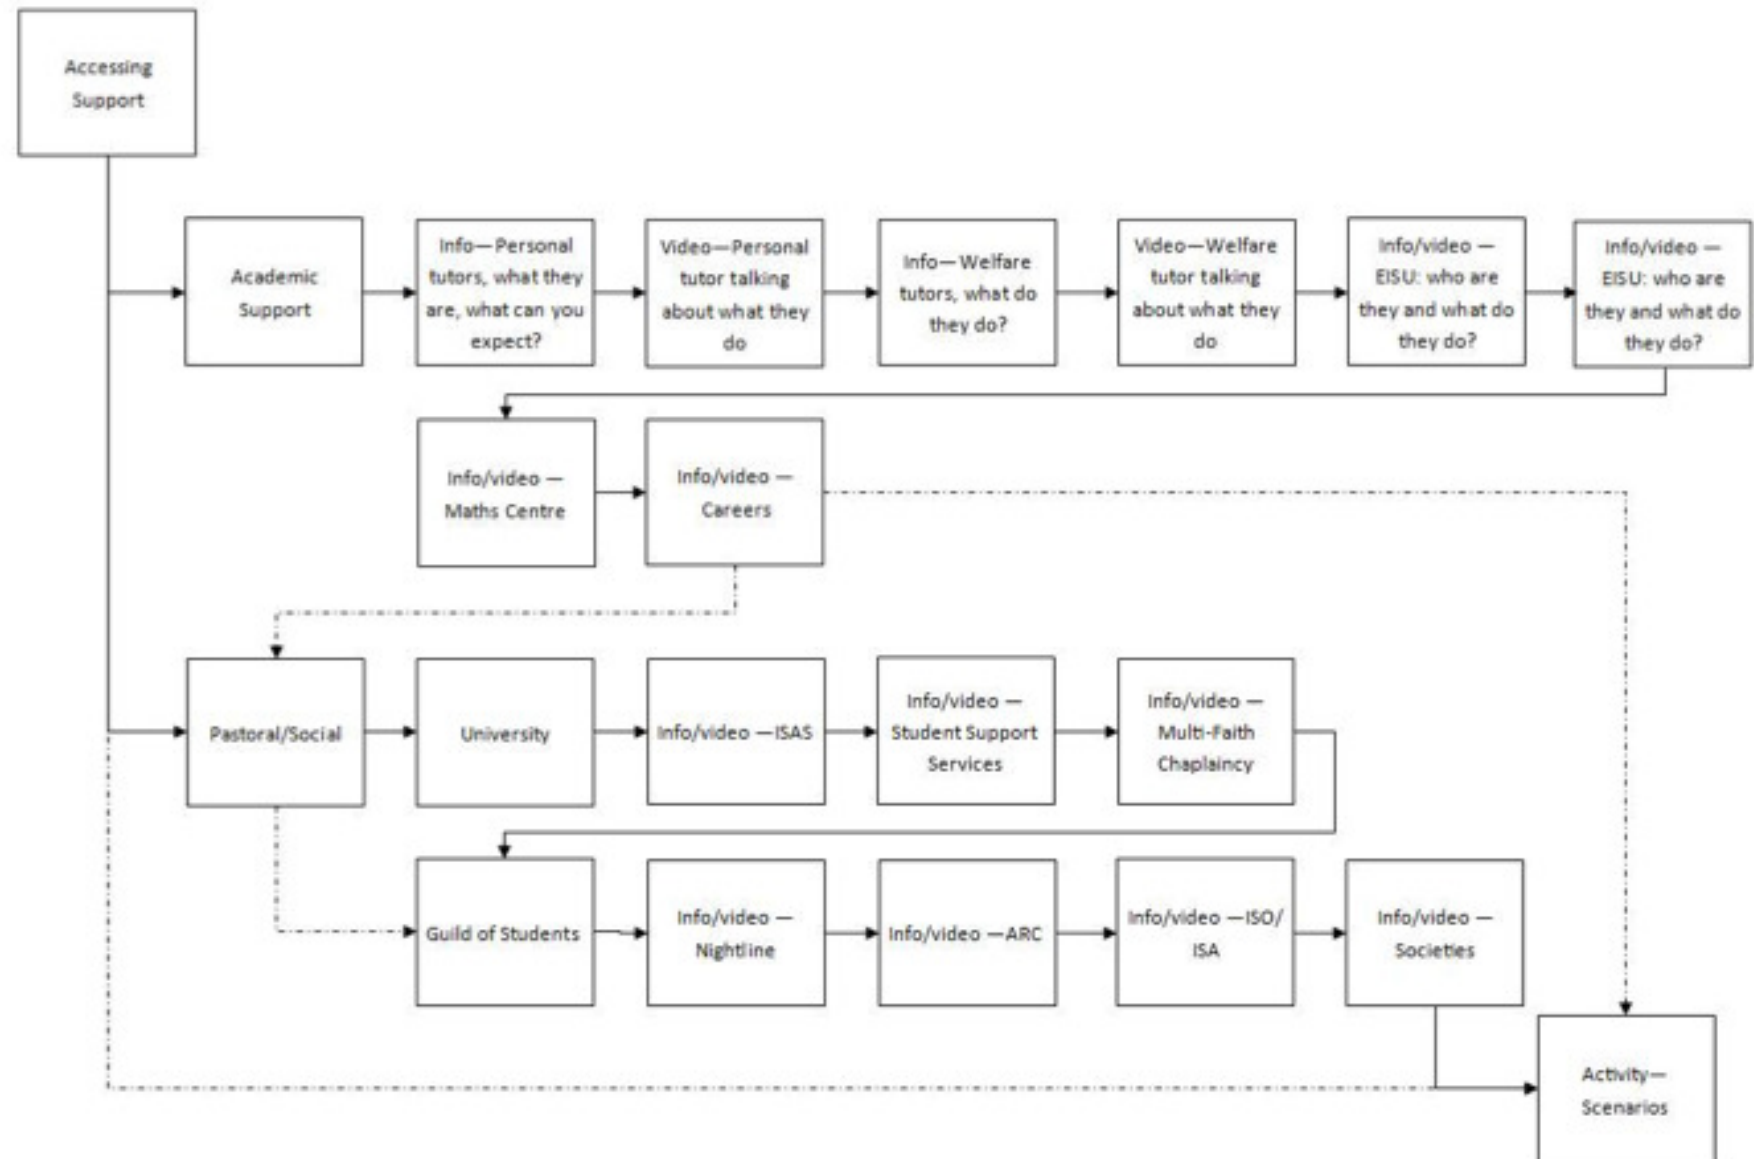 Accessing
Support
Academic
Support
Info—Personal
tutors, what they
are, what can you
expect?
Video—Personal
tutor talking
about what they
do
Info—Welfare
tutors, what do
they do?
Video—Welfare
tutor talking
about what they
do
Info/video —
EISU: who are
they and what do
they do?
Info/video —
EISU: who are
they and what do
they do?
Info/video —
Maths Centre
Info/video —
Careers
Pastoral/Social
University
Info/video —ISAS
Info/video —
Student Support
Services
Info/video —
Multi-Faith
Chaplaincy
Guild of Students
Info/video —
Nightline
Info/video —ARC
Info/video —ISO/
ISA
Info/video —
Societies
Activity—
Scenarios